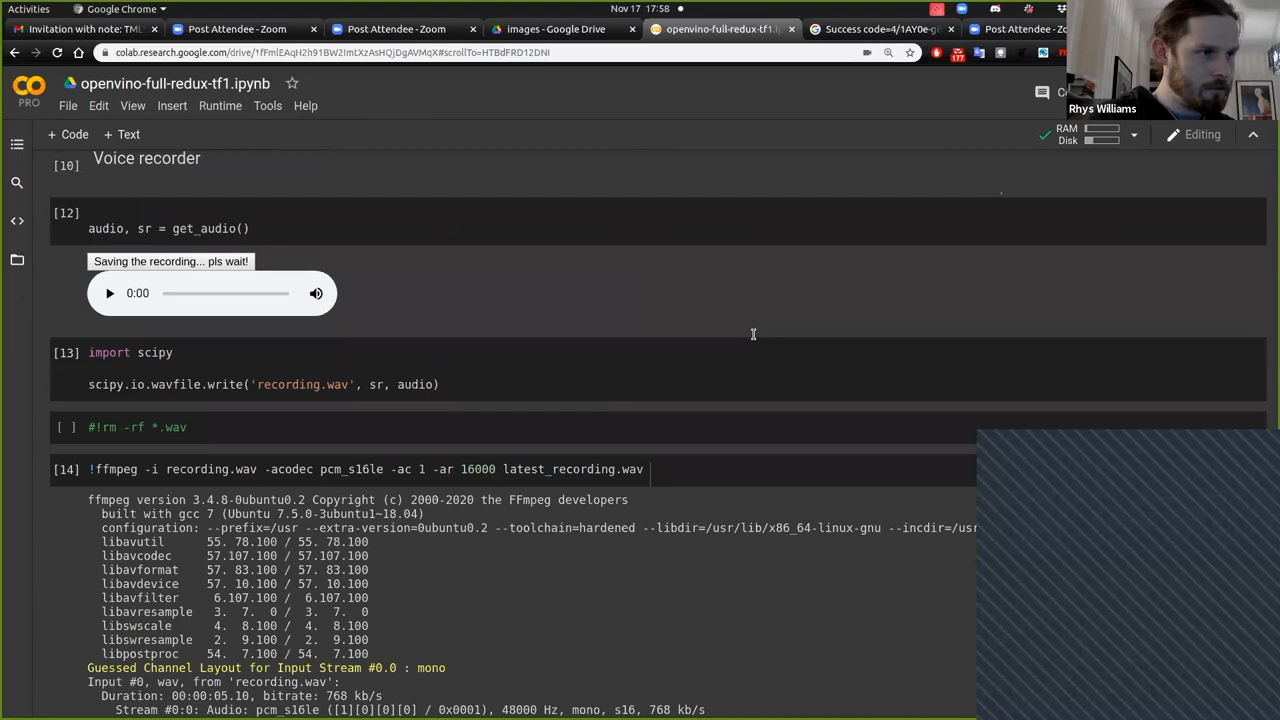 Activities
Google Chrome
Nov 17 17:58
Invitation with note: TML
Post Attendee - Zoom
Post Attendee - Zoom
images - Google Drive
openvino-full-redux-tf1.ip
Success code=4/1AY0e-g
Post Attendee -
colab.research.google.com/drive/1fFmlEAqH2h91BW2ImtXzAsHQjDgAVMqX#scrollTo=HTBdFRD12DNI
177
Rhys Williams
CO
PRO
openvino-full-redux-tf1.ipynb
File Edit View Insert Runtime Tools Help
+ Code + Text
RAM
Disk
Editing
[10] Voice recorder
[12]
audio, sr = get_audio()
Saving the recording... pls wait!
0:00
[13] import scipy
scipy.io.wavfile.write('recording.wav', sr, audio)
[ ] #!rm -rf *.wav
[14] !ffmpeg -i recording.wav -acodec pcm_s16le -ac 1 -ar 16000 latest_recording.wav
ffmpeg version 3.4.8-0ubuntu0.2 Copyright (c) 2000-2020 the FFmpeg developers
built with gcc 7 (Ubuntu 7.5.0-3ubuntu1~18.04)
configuration: --prefix=/usr --extra-version=0ubuntu0.2 --toolchain=hardened --libdir=/usr/lib/x86_64-linux-gnu --incdir=/usr
libavutil 55. 78.100 / 55. 78.100
libavcodec 57.107.100 / 57.107.100
libavformat 57. 83.100 / 57. 83.100
libavdevice 57. 10.100 / 57. 10.100
libavfilter 6.107.100 / 6.107.100
libavresample 3. 7. 0 / 3. 7. 0
libswscale 4. 8.100 / 4. 8.100
libswresample 2. 9.100 / 2. 9.100
libpostproc 54. 7.100 / 54. 7.100
Guessed Channel Layout for Input Stream #0.0 : mono
Input #0, wav, from 'recording.wav':
Duration: 00:00:05.10, bitrate: 768 kb/s
Stream #0:0: Audio: pcm_s16le ([1][0][0][0] / 0x0001), 48000 Hz, mono, s16, 768 kb/s